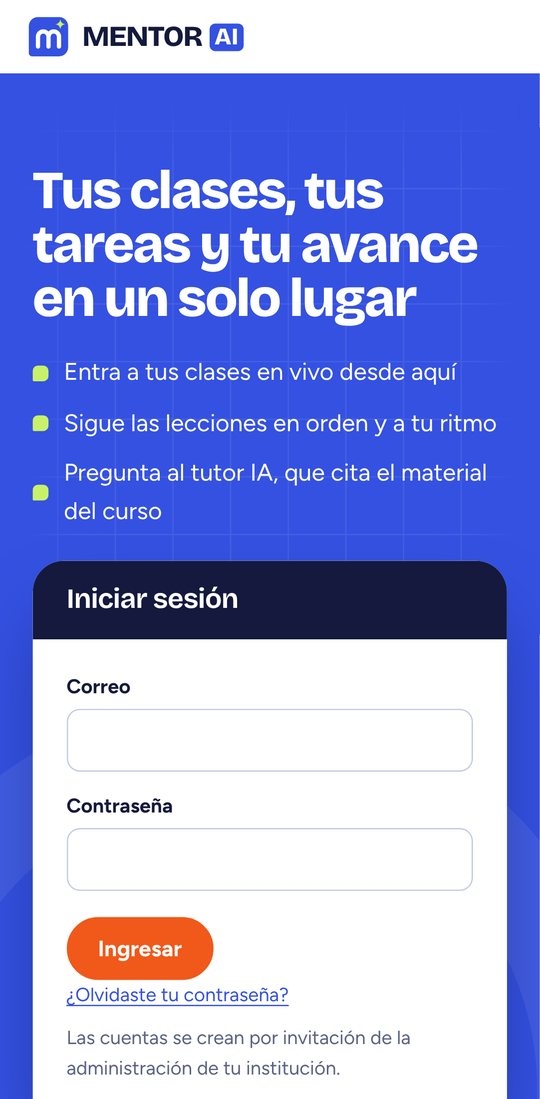 m MENTOR AI
Tus clases, tus
tareas y tu avance
en un solo lugar
Entra a tus clases en vivo desde aquí
Sigue las lecciones en orden y a tu ritmo
Pregunta al tutor IA, que cita el material
del curso
Iniciar sesión
Correo
Contraseña
Ingresar
¿Olvidaste tu contraseña?
Las cuentas se crean por invitación de la
administración de tu institución.